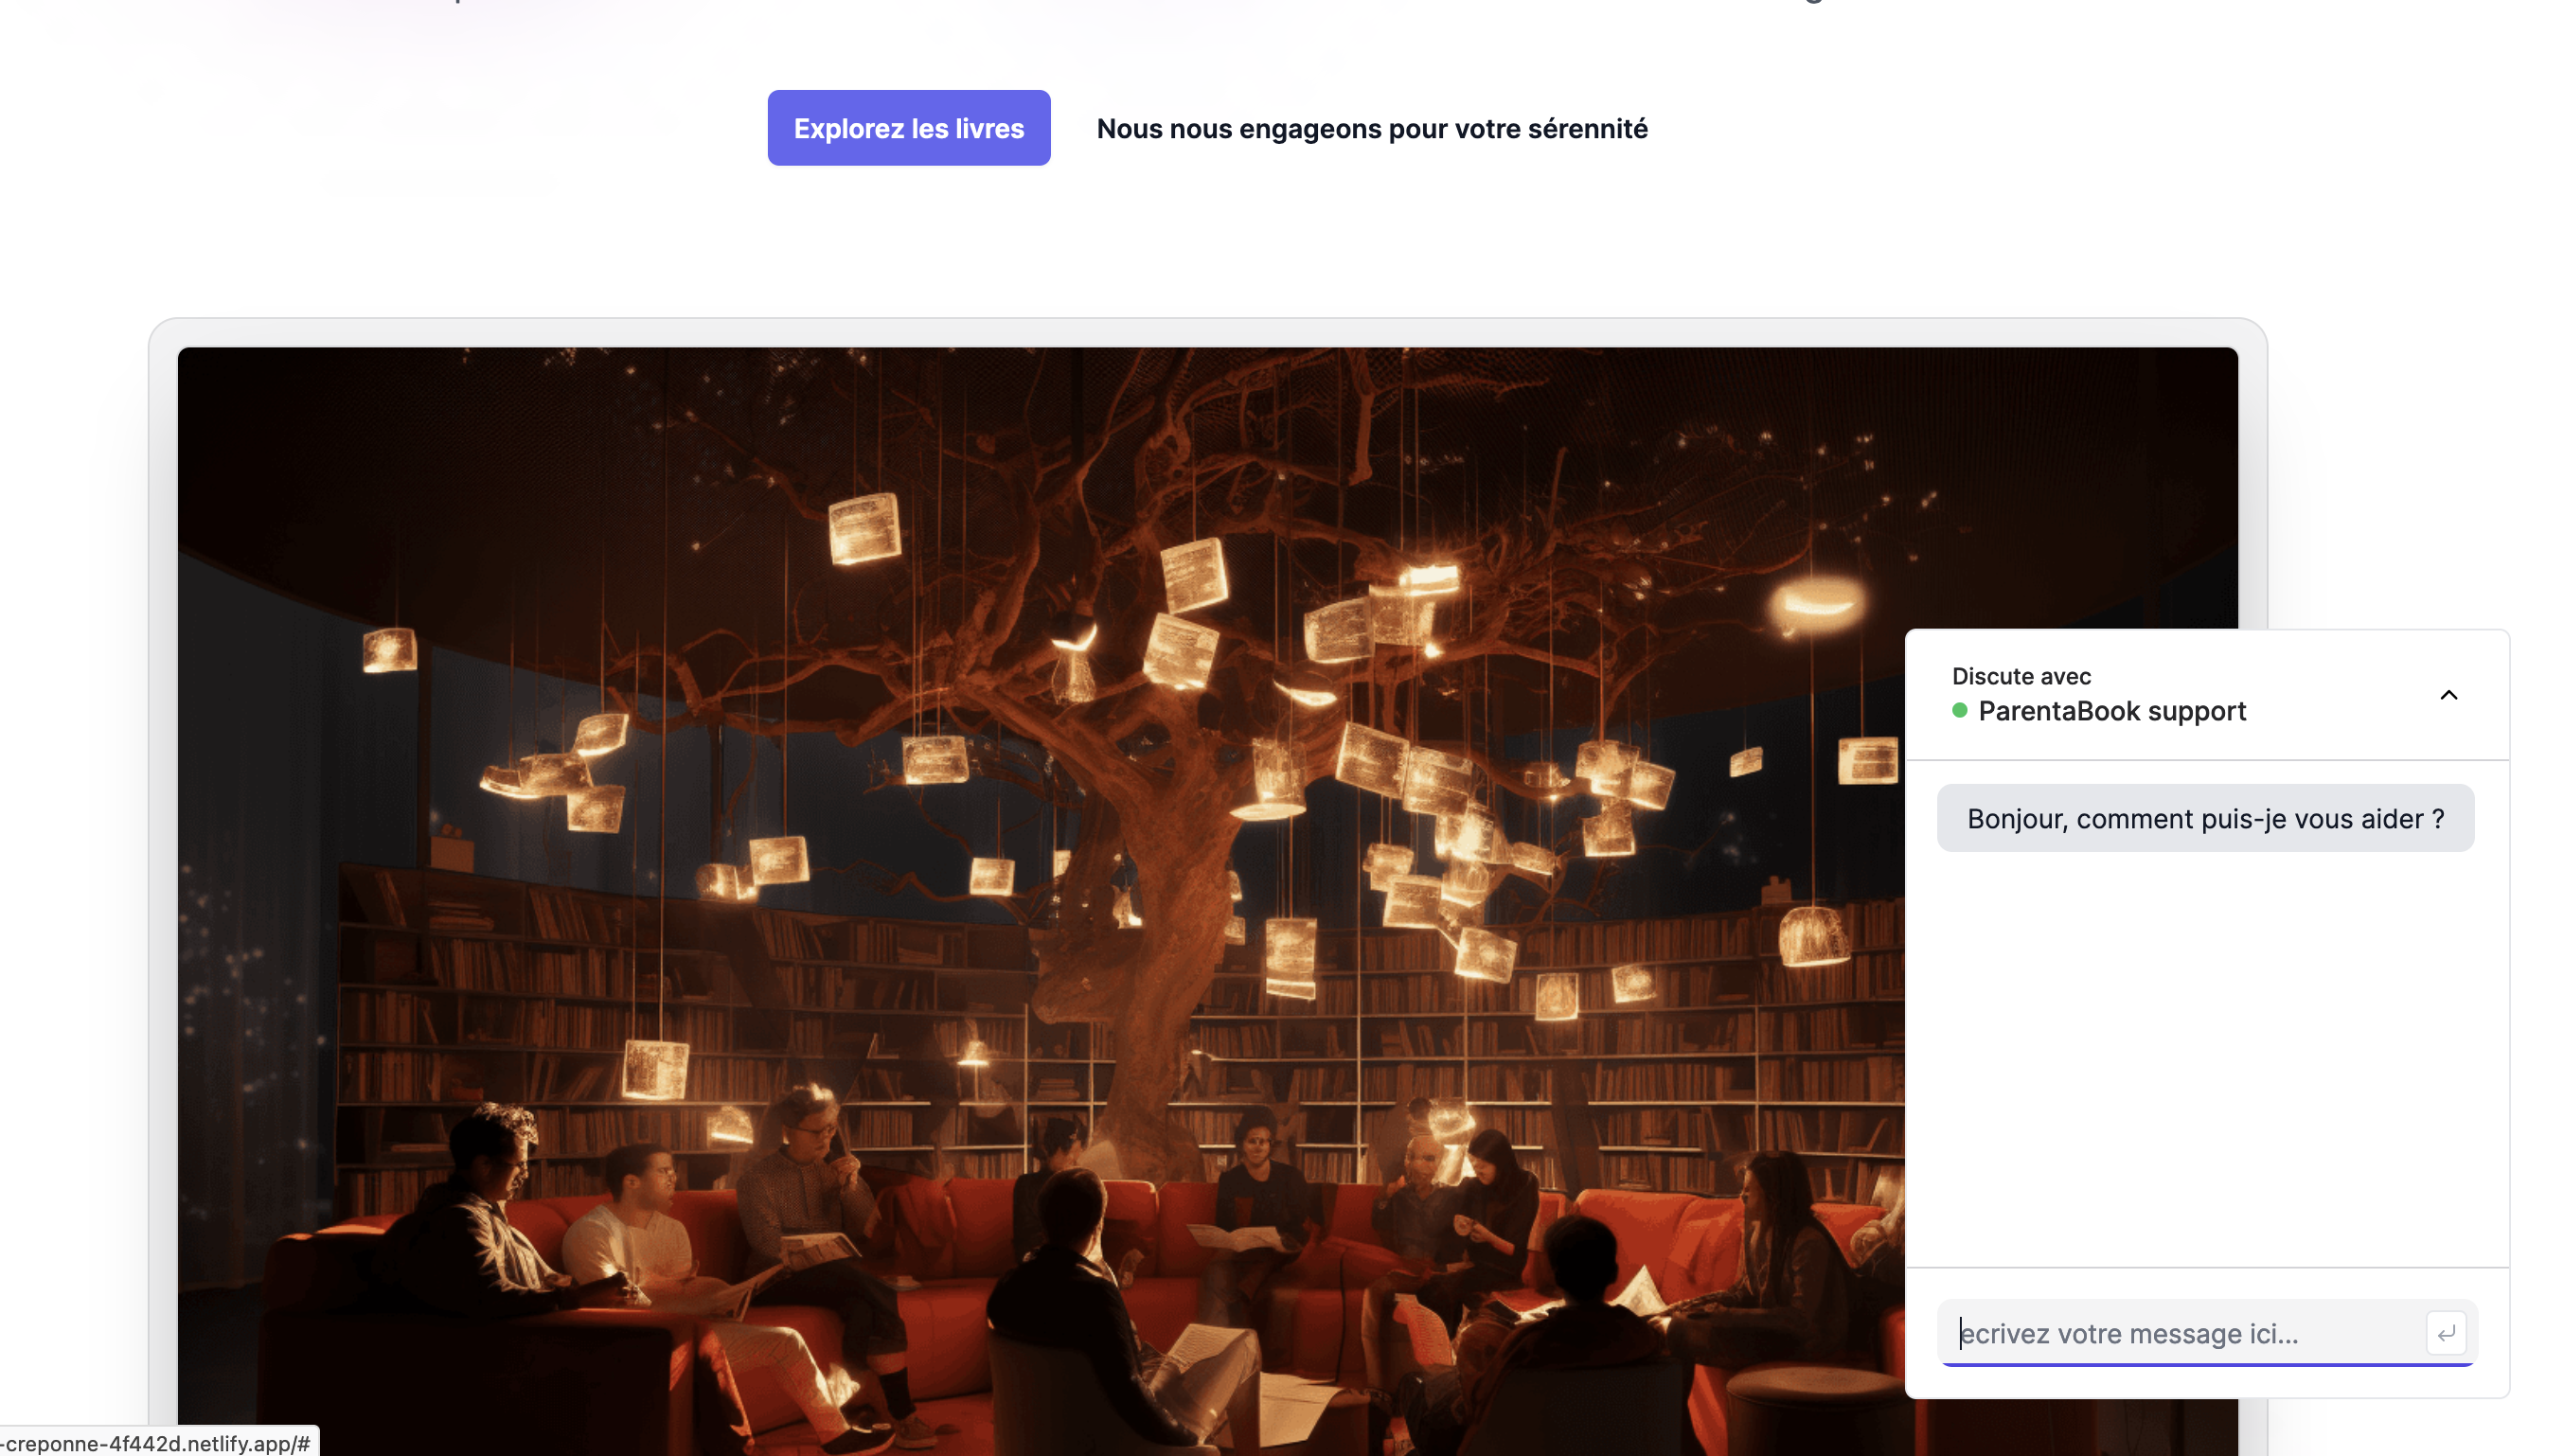 Explorez les livres
Nous nous engageons pour votre sérennité
Discute avec
ParentaBook support
Bonjour, comment puis-je vous aider ?
ecrivez votre message ici...
-creponne-4f442d.netlify.app/#